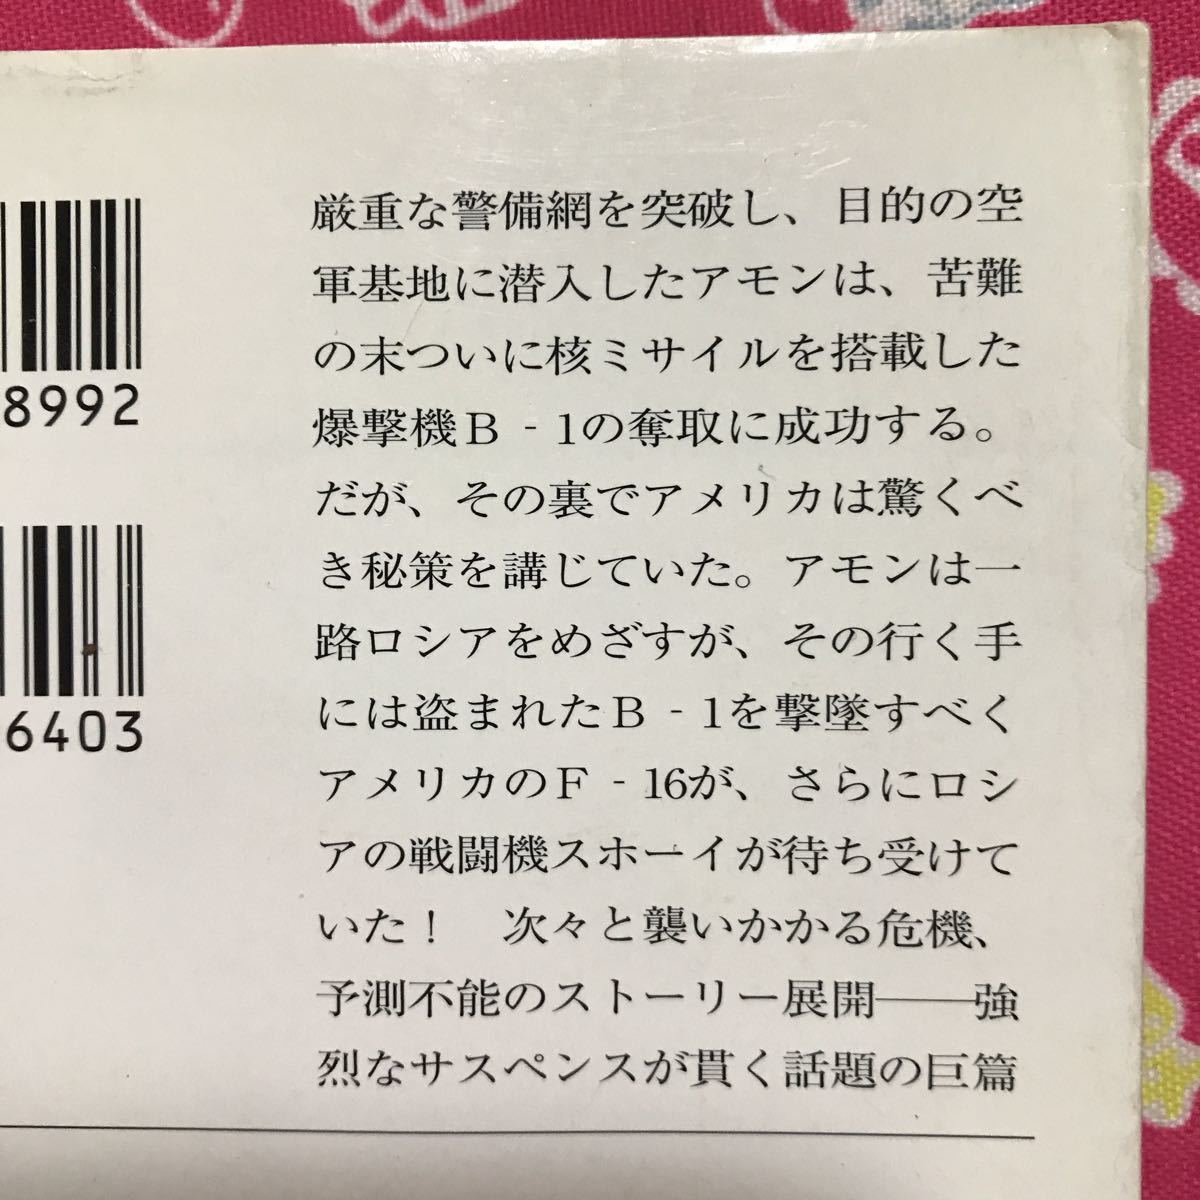 8992
6403
厳重な警備網を突破し、目的の空
軍基地に潜入したアモンは、苦難
の末ついに核ミサイルを搭載した
爆撃機Ｂ‐1の奪取に成功する。
だが、その裏でアメリカは驚くべ
き秘策を講じていた。アモンは一
路ロシアをめざすが、その行く手
には盗まれたＢ‐1を撃墜すべく
アメリカのＦ‐16が、さらにロシ
アの戦闘機スホーイが待ち受けて
いた！　次々と襲いかかる危機、
予測不能のストーリー展開――強
烈なサスペンスが貫く話題の巨篇